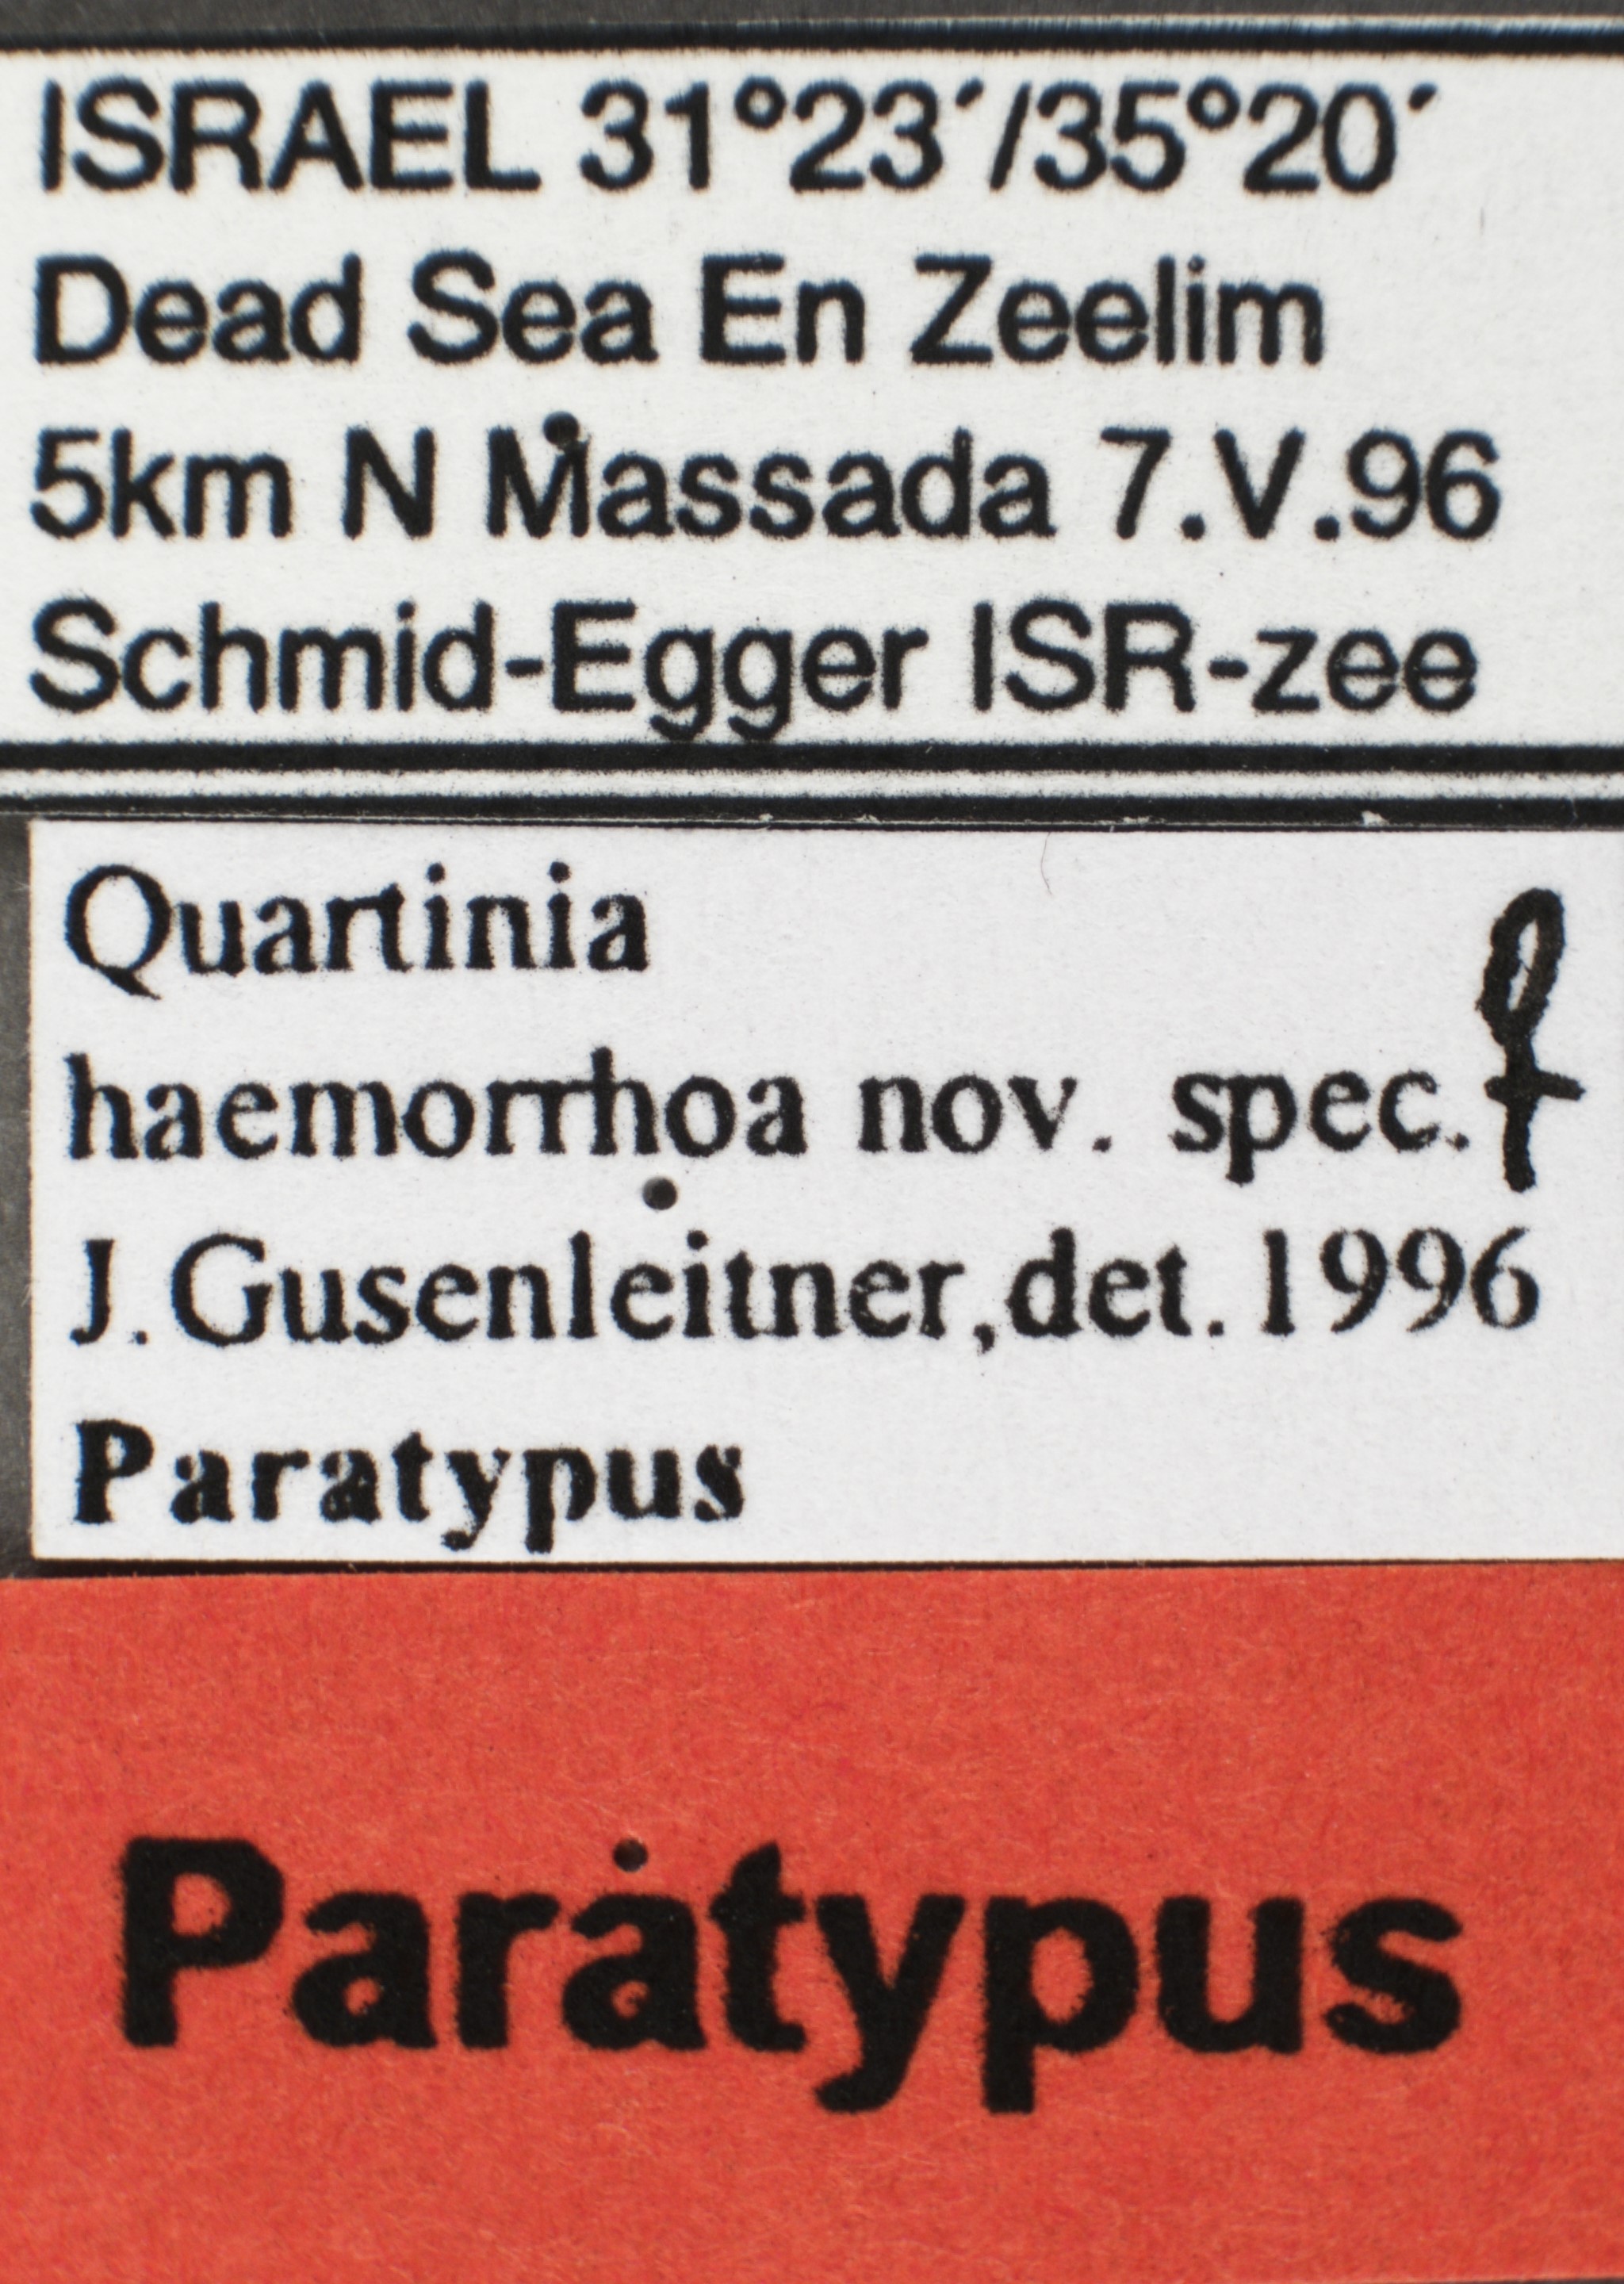 ISRAEL 31°23´/35°20´
Dead Sea En Zeelim
5km N Massada 7.V.96
Schmid-Egger ISR-zee
Quartinia
haemorrhoa nov. spec. ♀
J.Gusenleitner,det.1996
Paratypus
Paratypus